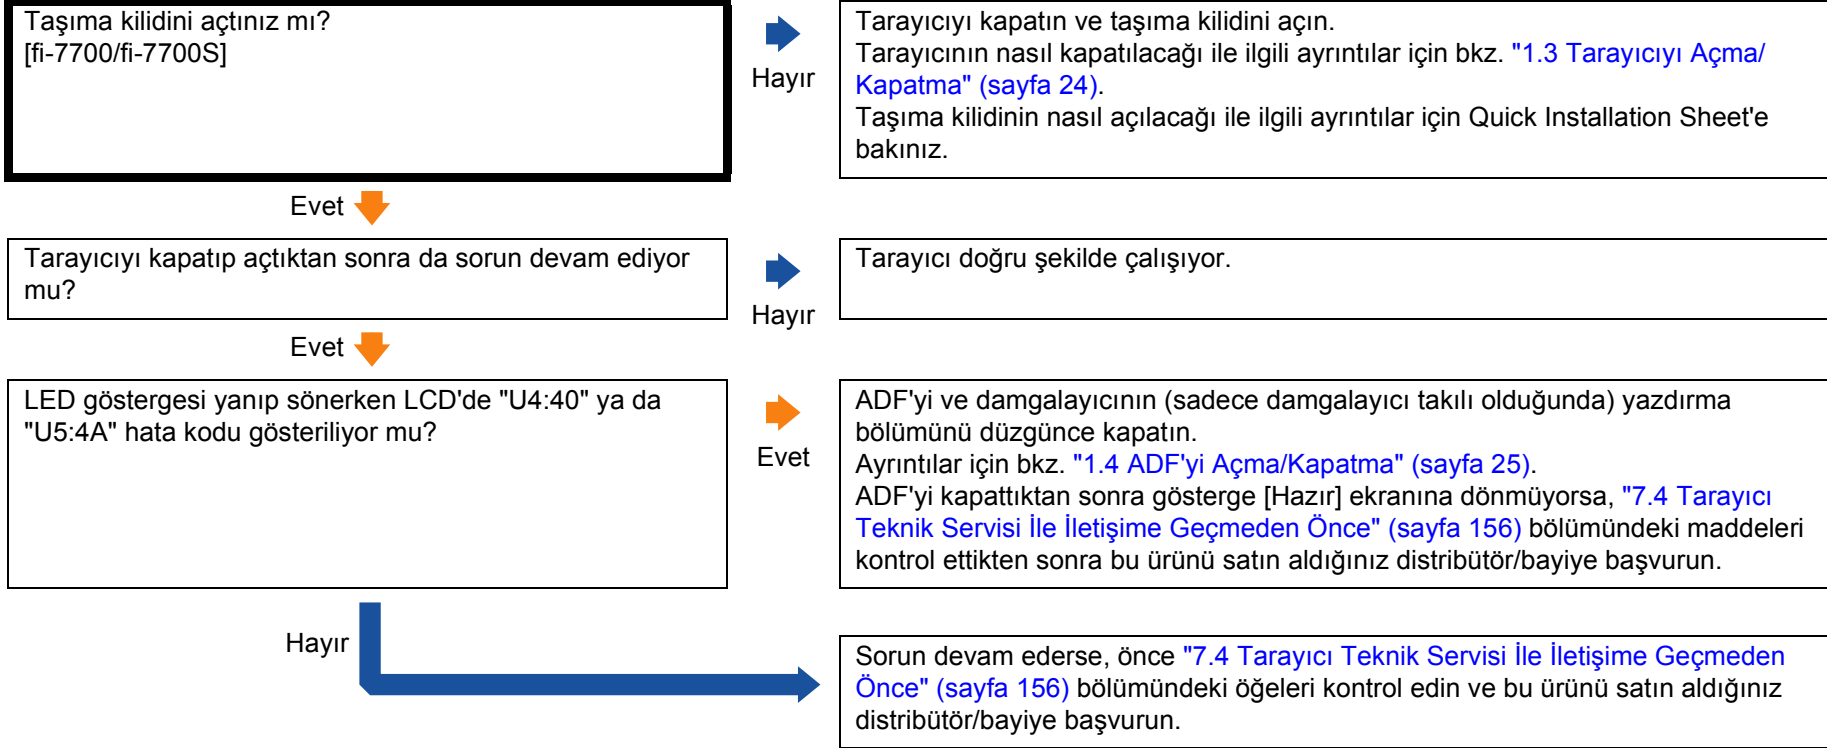 Taşıma kilidini açtınız mı?
[fi-7700/fi-7700S]
Hayır
Tarayıcıyı kapatın ve taşıma kilidini açın.
Tarayıcının nasıl kapatılacağı ile ilgili ayrıntılar için bkz. "1.3 Tarayıcıyı Açma/
Kapatma" (sayfa 24).
Taşıma kilidinin nasıl açılacağı ile ilgili ayrıntılar için Quick Installation Sheet'e
bakınız.
Evet
Tarayıcıyı kapatıp açtıktan sonra da sorun devam ediyor
mu?
Hayır
Tarayıcı doğru şekilde çalışıyor.
Evet
LED göstergesi yanıp sönerken LCD'de "U4:40" ya da
"U5:4A" hata kodu gösteriliyor mu?
Evet
ADF'yi ve damgalayıcının (sadece damgalayıcı takılı olduğunda) yazdırma
bölümünü düzgünce kapatın.
Ayrıntılar için bkz. "1.4 ADF'yi Açma/Kapatma" (sayfa 25).
ADF'yi kapattıktan sonra gösterge [Hazır] ekranına dönmüyorsa, "7.4 Tarayıcı
Teknik Servisi İle İletişime Geçmeden Önce" (sayfa 156) bölümündeki maddeleri
kontrol ettikten sonra bu ürünü satın aldığınız distribütör/bayiye başvurun.
Hayır
Sorun devam ederse, önce "7.4 Tarayıcı Teknik Servisi İle İletişime Geçmeden
Önce" (sayfa 156) bölümündeki öğeleri kontrol edin ve bu ürünü satın aldığınız
distribütör/bayiye başvurun.